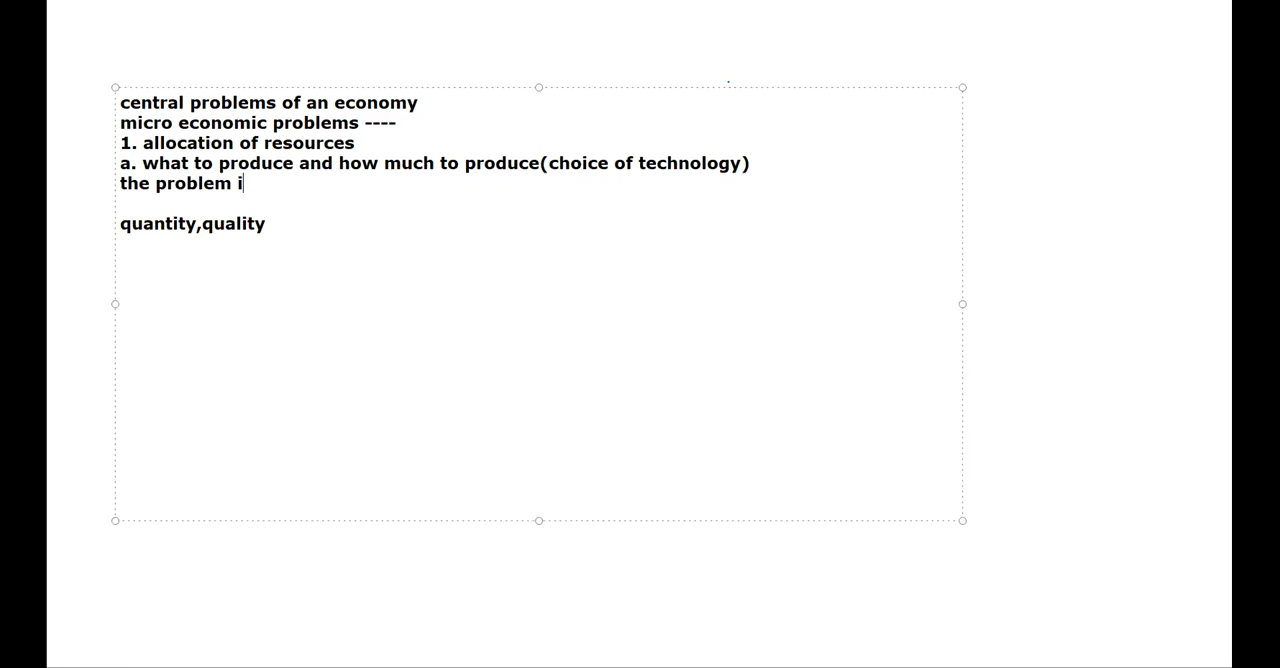 central problems of an economy
micro economic problems ----
1. allocation of resources
a. what to produce and how much to produce(choice of technology)
the problem i
quantity,quality